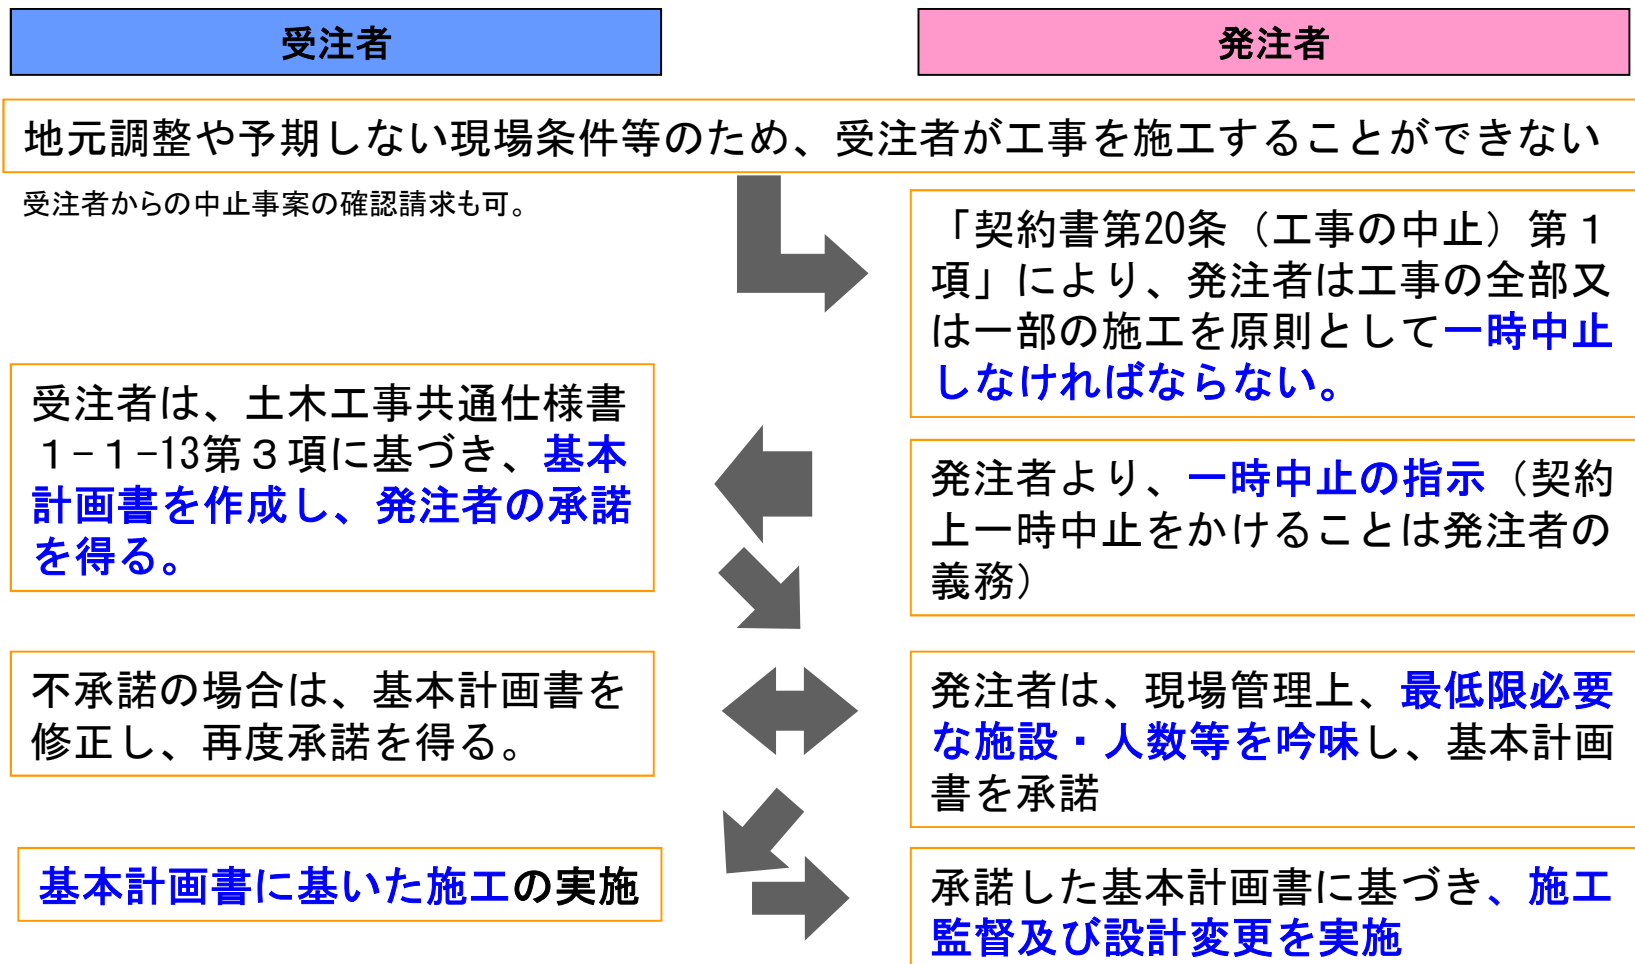 受注者
発注者
地元調整や予期しない現場条件等のため、受注者が工事を施工することができない
受注者からの中止事案の確認請求も可。
「契約書第20条（工事の中止）第１
項」により、発注者は工事の全部又
は一部の施工を原則として一時中止
しなければならない。
受注者は、土木工事共通仕様書
１−１−13第３項に基づき、基本
計画書を作成し、発注者の承諾
を得る。
発注者より、一時中止の指示（契約
上一時中止をかけることは発注者の
義務）
不承諾の場合は、基本計画書を
修正し、再度承諾を得る。
発注者は、現場管理上、最低限必要
な施設・人数等を吟味し、基本計画
書を承諾
基本計画書に基いた施工の実施
承諾した基本計画書に基づき、施工
監督及び設計変更を実施